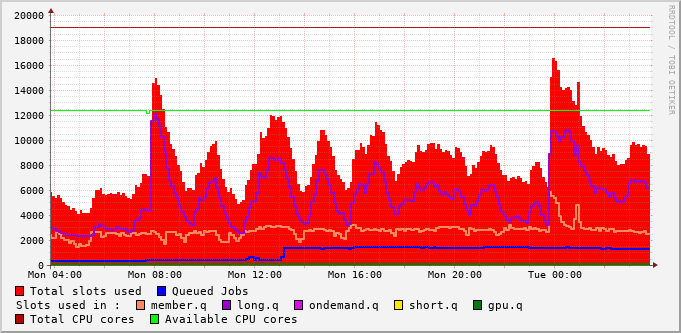 20000
18000
16000
14000
12000
10000
8000
6000
4000
2000
0
Mon 04:00 Mon 08:00 Mon 12:00 Mon 16:00 Mon 20:00 Tue 00:00
RRDTOOL / TOBI OETIKER
Total slots used Queued Jobs
Slots used in : member.q long.q ondemand.q short.q gpu.q
Total CPU cores Available CPU cores